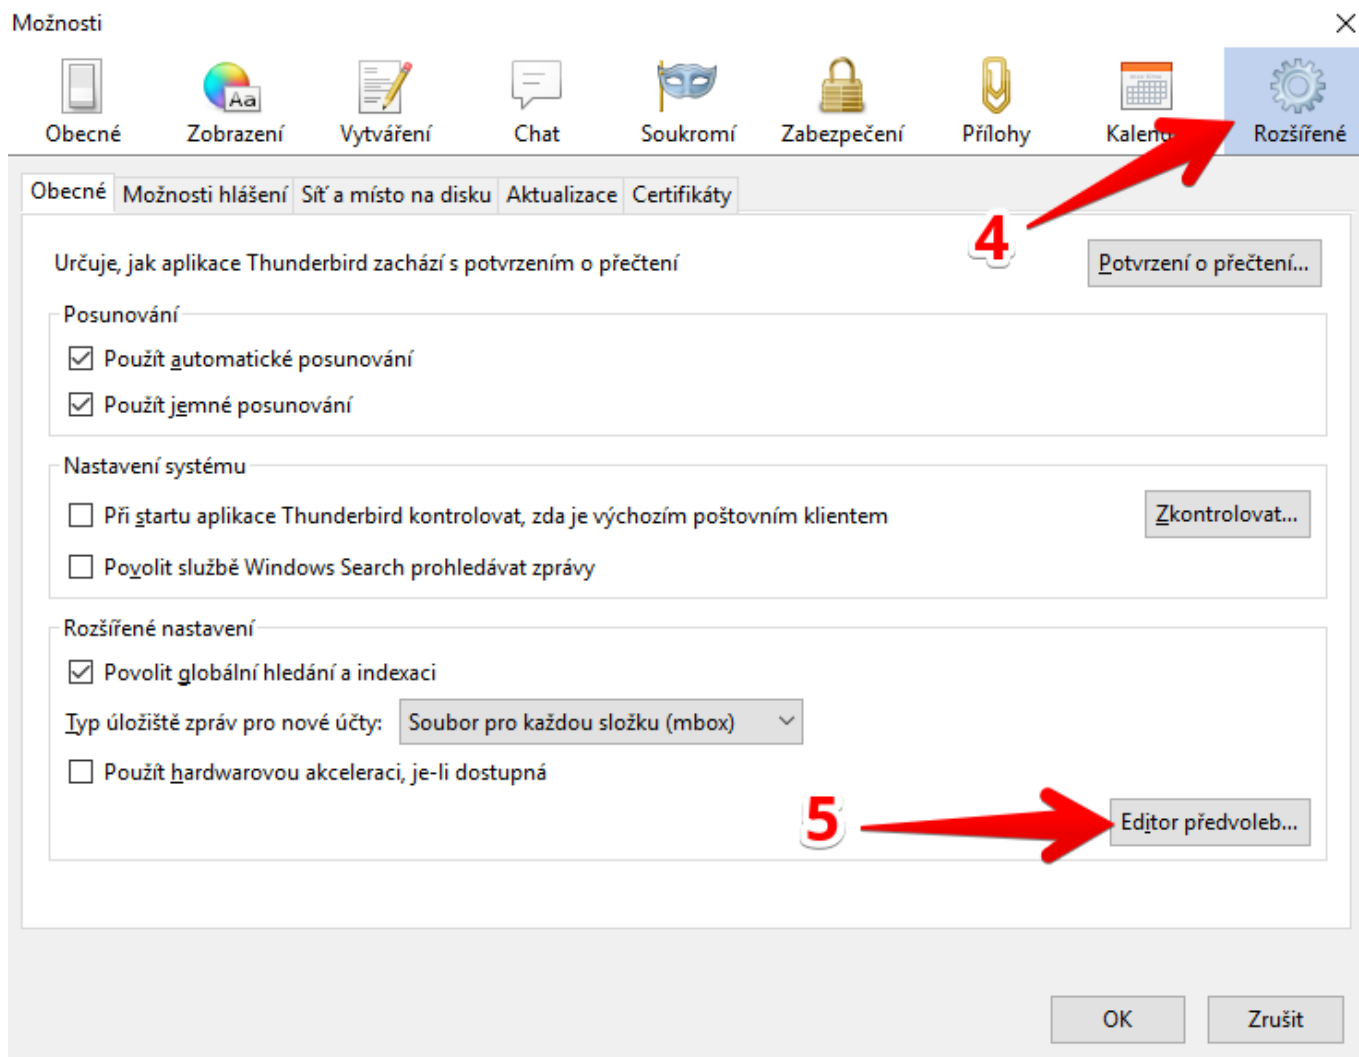 Možnosti
Aa
Obecné Zobrazení Vytváření Chat Soukromí Zabezpečení Přílohy Rozšířené
Obecné Možnosti hlášení Síť a místo na disku Aktualizace Certifikáty
4
Určuje, jak aplikace Thunderbird zachází s potvrzením o přečtení Potvrzení o přečtení...
Posunování
Použít automatické posunování
Použít jemné posunování
Nastavení systému
Při startu aplikace Thunderbird kontrolovat, zda je výchozím poštovním klientem Zkontrolovat...
Povolit službě Windows Search prohledávat zprávy
Rozšířené nastavení
Povolit globální hledání a indexaci
Typ úložiště zpráv pro nové účty: Soubor pro každou složku (mbox)
Použít hardwarovou akceleraci, je-li dostupná
5 Editor předvoleb...
OK Zrušit